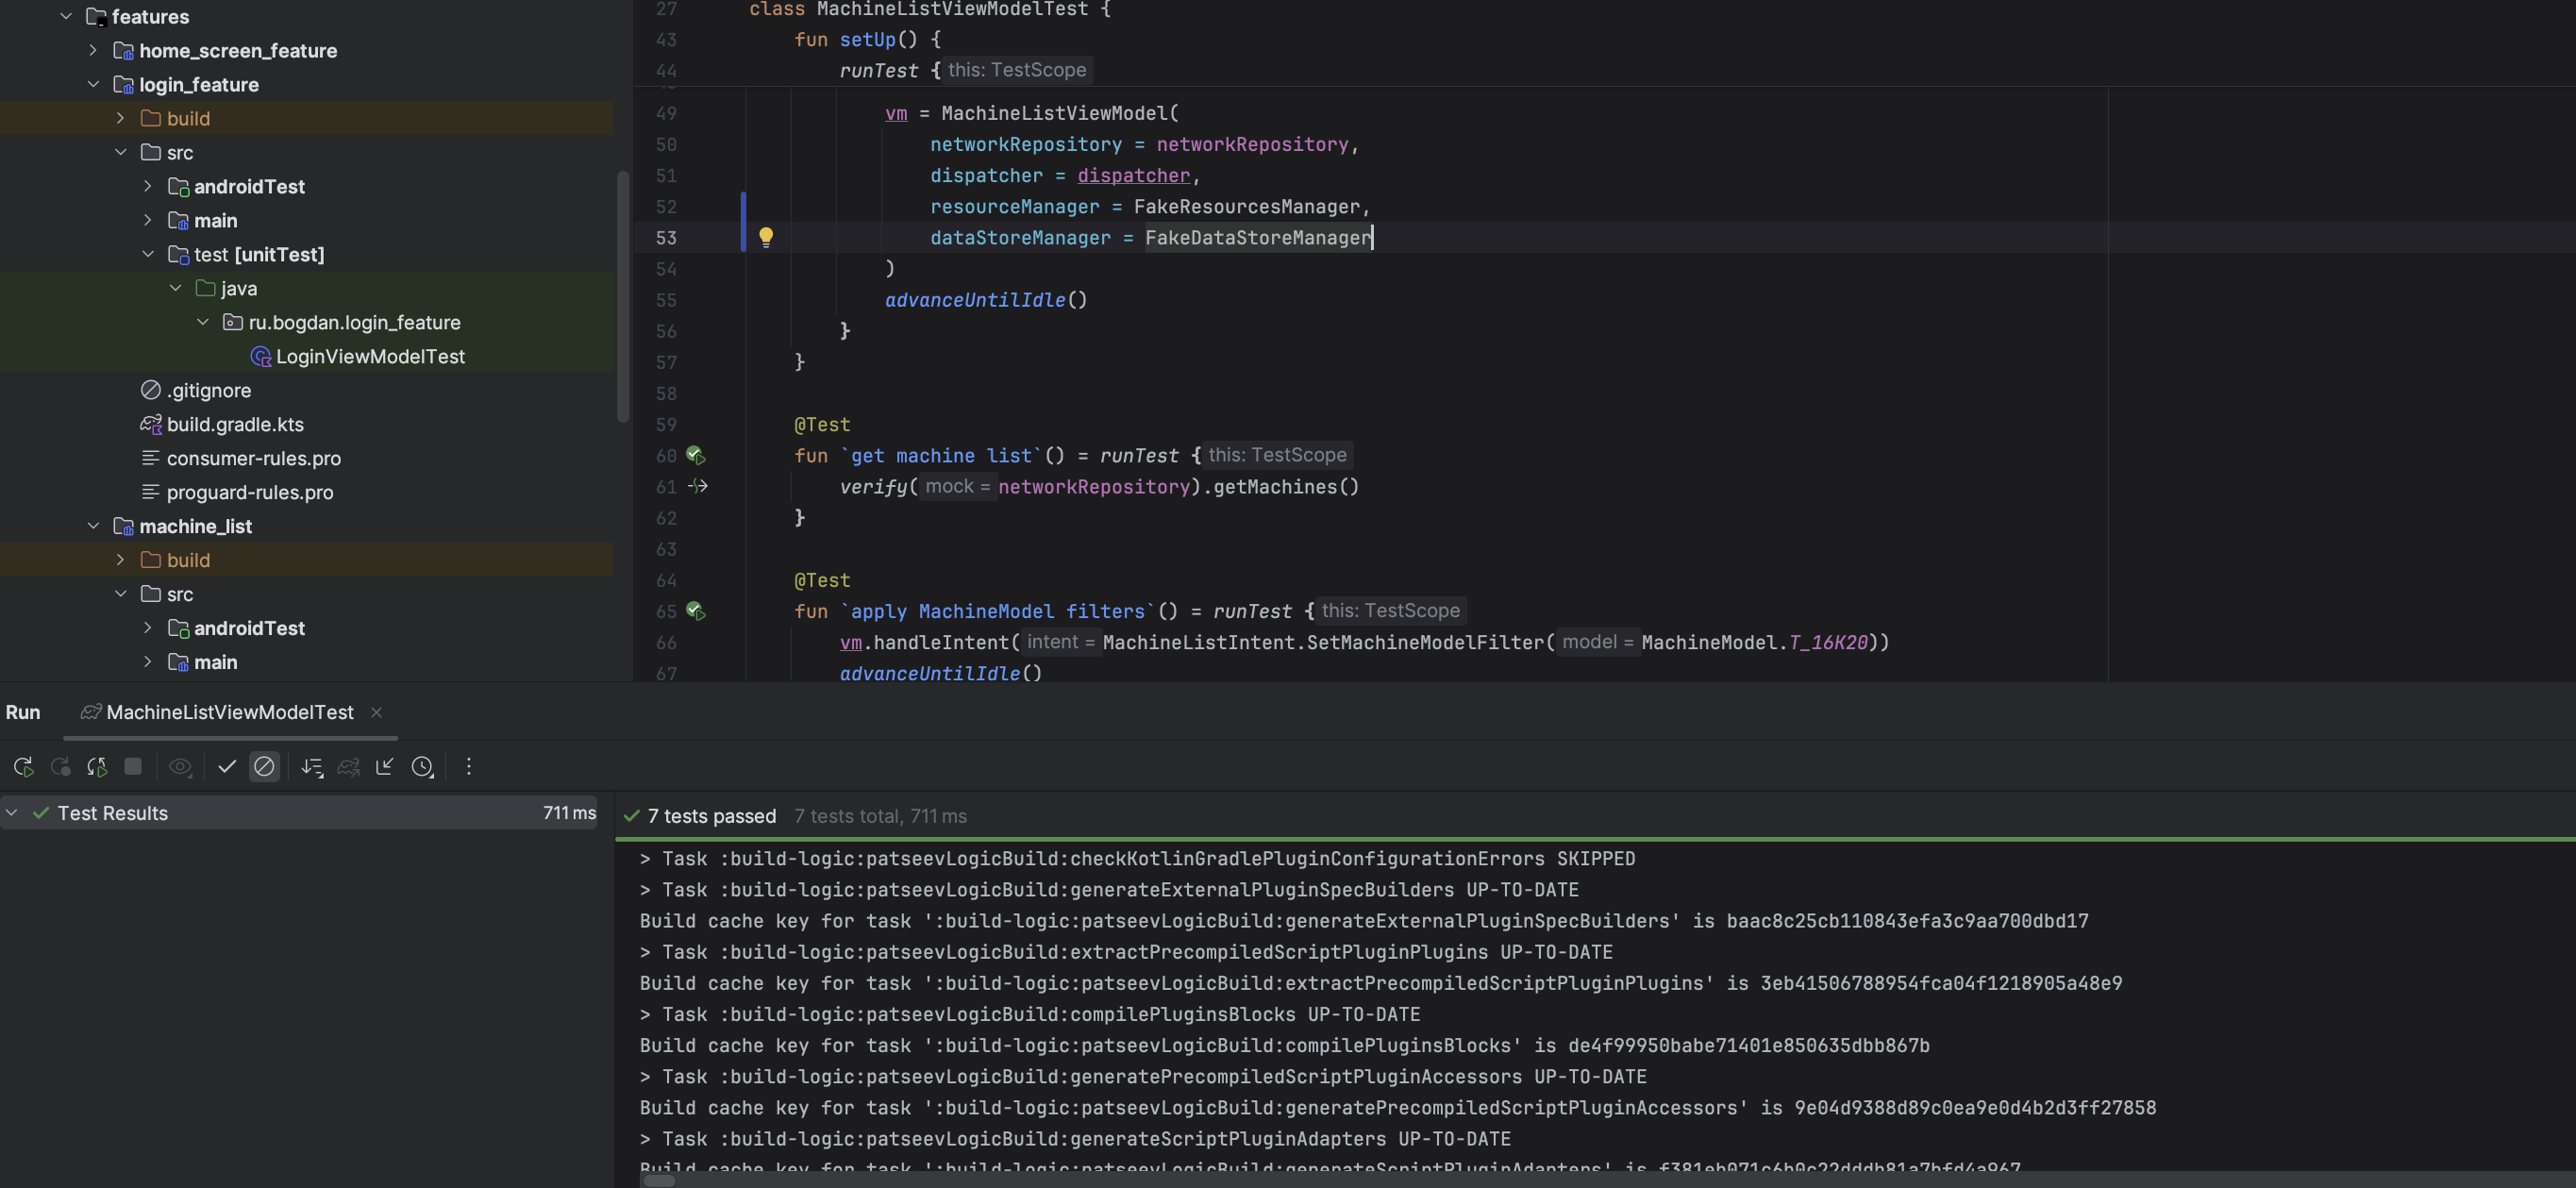 features
home_screen_feature
login_feature
build
src
androidTest
main
test [unitTest]
java
ru.bogdan.login_feature
LoginViewModelTest
.gitignore
build.gradle.kts
consumer-rules.pro
proguard-rules.pro
machine_list
build
src
androidTest
main
27 class MachineListViewModelTest {
43 fun setUp() {
44 runTest { this: TestScope
49 vm = MachineListViewModel(
50 networkRepository = networkRepository,
51 dispatcher = dispatcher,
52 resourceManager = FakeResourcesManager,
53 dataStoreManager = FakeDataStoreManager
54 )
55 advanceUntilIdle()
56 }
57 }
58
59 @Test
60 fun `get machine list`() = runTest { this: TestScope
61 verify( mock = networkRepository).getMachines()
62 }
63
64 @Test
65 fun `apply MachineModel filters`() = runTest { this: TestScope
66 vm.handleIntent( intent = MachineListIntent.SetMachineModelFilter( model = MachineModel.T_16K20))
67 advanceUntilIdle()
Run MachineListViewModelTest
Test Results 711 ms
7 tests passed 7 tests total, 711 ms
> Task :build-logic:patseevLogicBuild:checkKotlinGradlePluginConfigurationErrors SKIPPED
> Task :build-logic:patseevLogicBuild:generateExternalPluginSpecBuilders UP-TO-DATE
Build cache key for task ':build-logic:patseevLogicBuild:generateExternalPluginSpecBuilders' is baac8c25cb110843efa3c9aa700dbd17
> Task :build-logic:patseevLogicBuild:extractPrecompiledScriptPluginPlugins UP-TO-DATE
Build cache key for task ':build-logic:patseevLogicBuild:extractPrecompiledScriptPluginPlugins' is 3eb41506788954fca04f1218905a48e9
> Task :build-logic:patseevLogicBuild:compilePluginsBlocks UP-TO-DATE
Build cache key for task ':build-logic:patseevLogicBuild:compilePluginsBlocks' is de4f99950babe71401e850635dbb867b
> Task :build-logic:patseevLogicBuild:generatePrecompiledScriptPluginAccessors UP-TO-DATE
Build cache key for task ':build-logic:patseevLogicBuild:generatePrecompiledScriptPluginAccessors' is 9e04d9388d89c0ea9e0d4b2d3ff27858
> Task :build-logic:patseevLogicBuild:generateScriptPluginAdapters UP-TO-DATE
Build cache key for task ':build-logic:patseevLogicBuild:generateScriptPluginAdapters' is